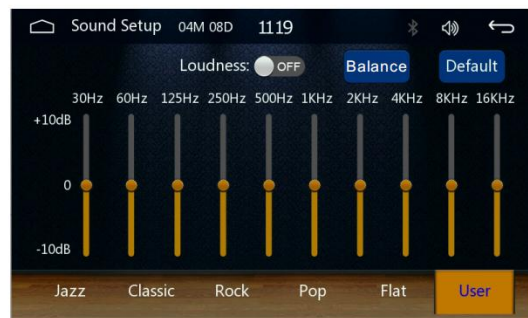 Sound Setup 04M 08D 1119
Loudness: OFF Balance Default
30Hz 60Hz 125Hz 250Hz 500Hz 1KHz 2KHz 4KHz 8KHz 16KHz
+10dB
0
-10dB
Jazz Classic Rock Pop Flat User